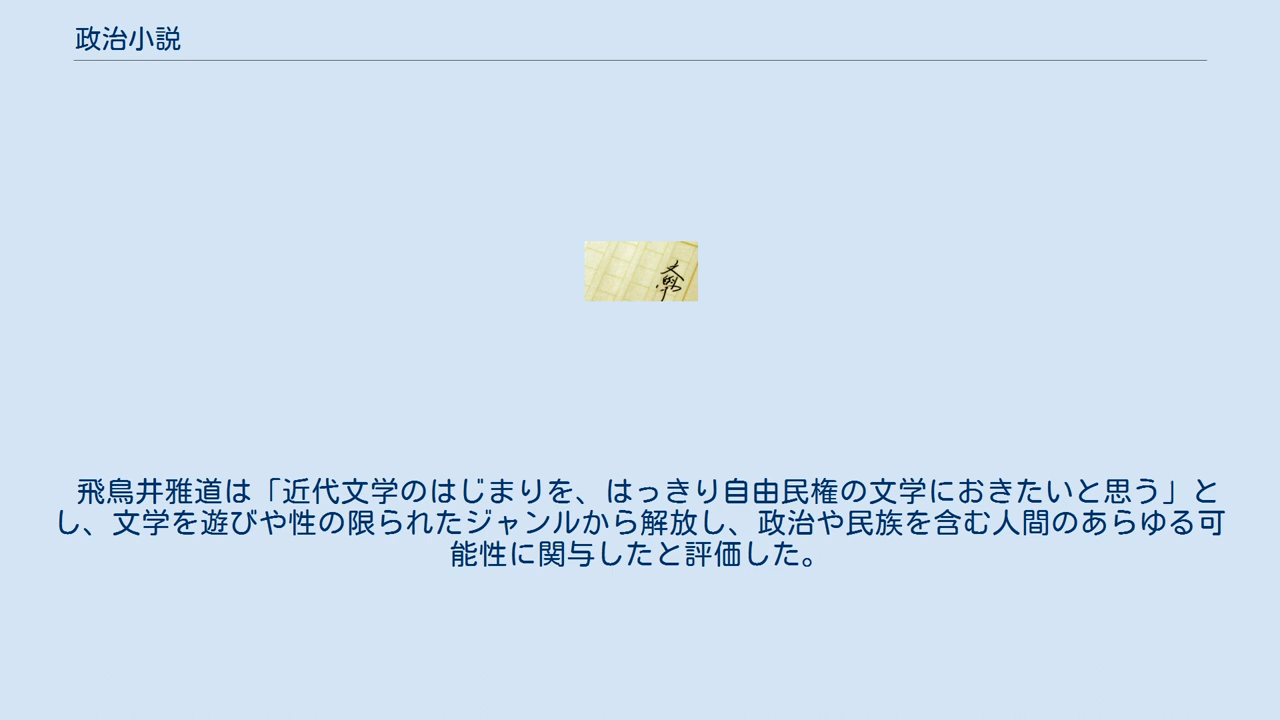 政治小説
文学
飛鳥井雅道は「近代文学のはじまりを、はっきり自由民権の文学におきたいと思う」と
し、文学を遊びや性の限られたジャンルから解放し、政治や民族を含む人間のあらゆる可
能性に関与したと評価した。